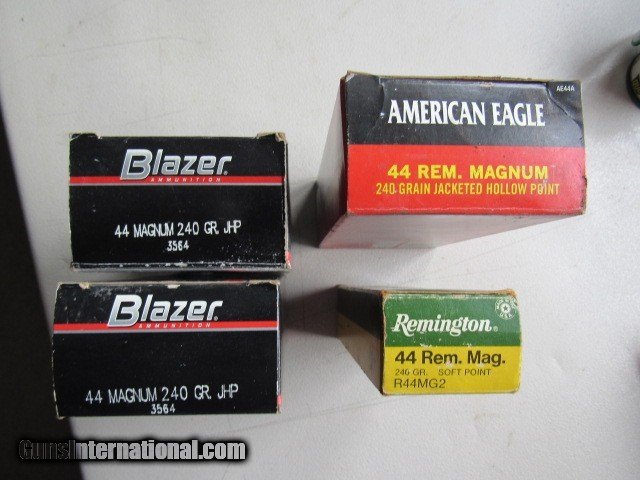 Blazer
AMMUNITION
44 MAGNUM 240 GR. JHP
3564
AE44A
AMERICAN EAGLE
44 REM. MAGNUM
240 GRAIN JACKETED HOLLOW POINT
Blazer
AMMUNITION
44 MAGNUM 240 GR. JHP
3564
Remington
44 Rem. Mag.
240 GR. SOFT POINT
R44MG2
GunsInternational.com